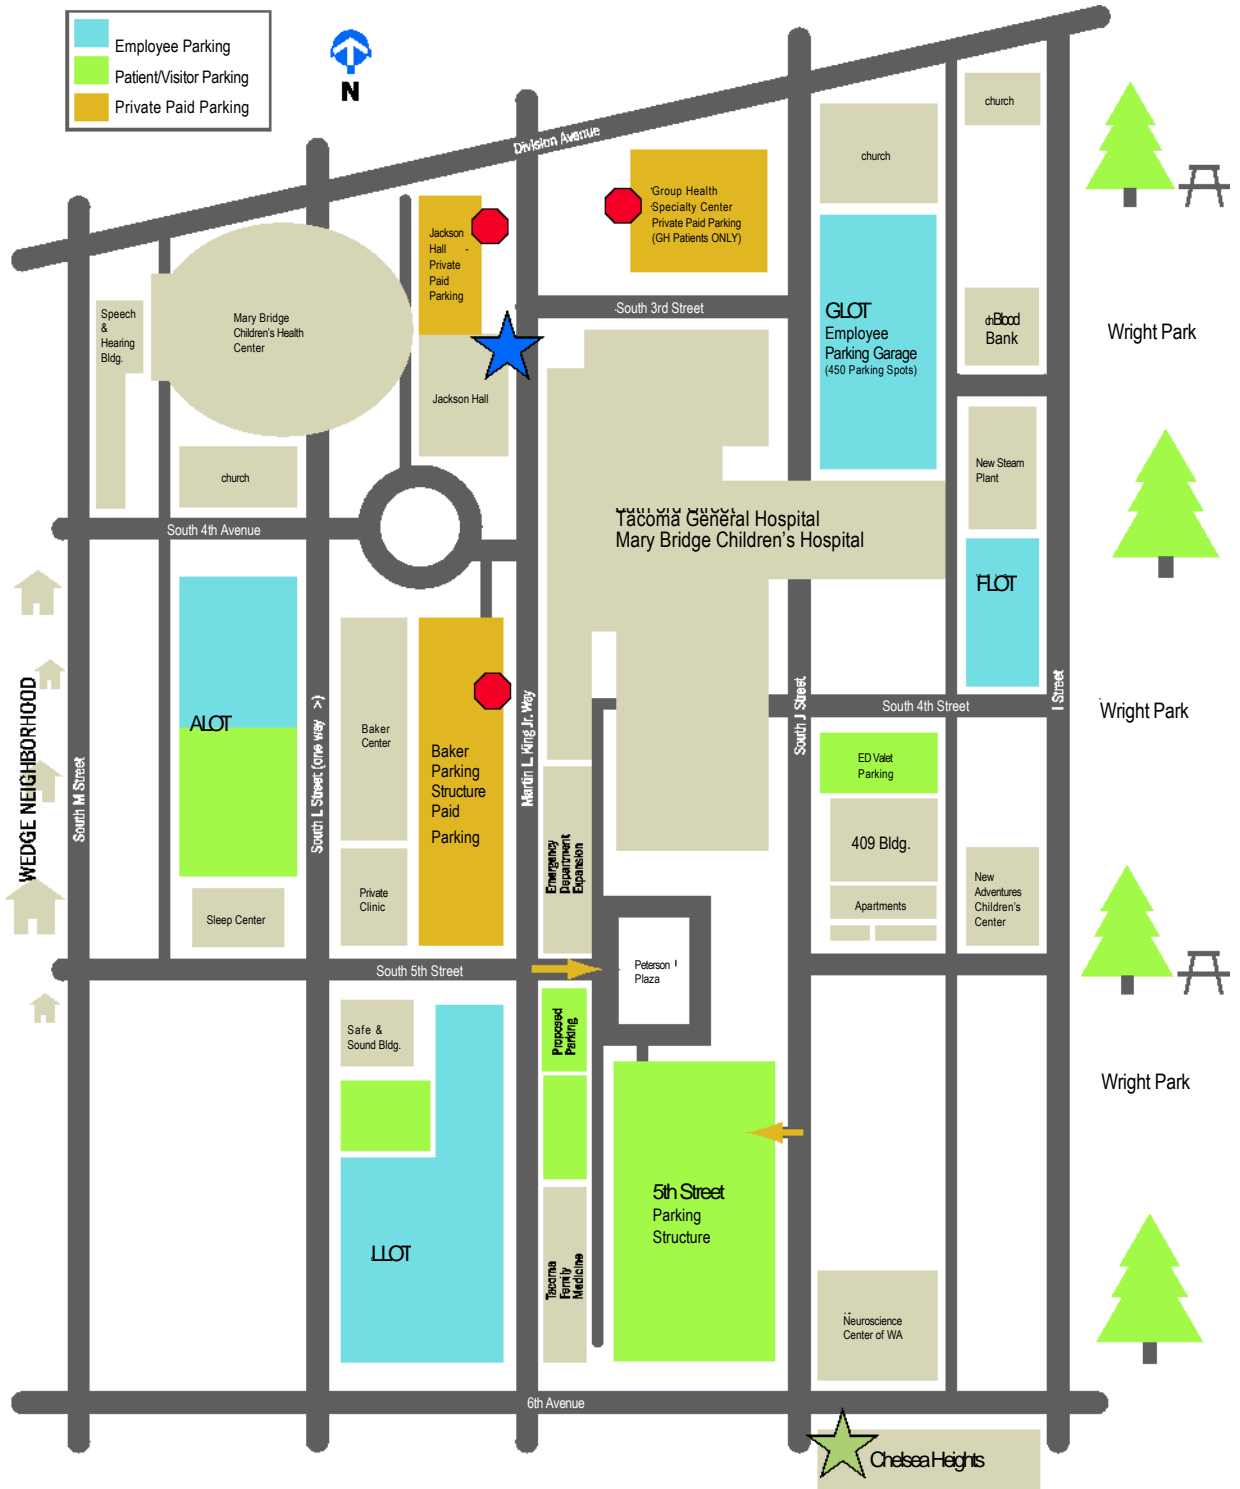 Employee Parking
Patient/Visitor Parking
Private Paid Parking
N
Division Avenue
church
church
Group Health
Specialty Center
Private Paid Parking
(GH Patients ONLY)
Jackson
Hall -
Private
Paid
Parking
South 3rd Street
GLOT
Employee
Parking Garage
(450 Parking Spots)
Blood
Bank
Wright Park
Speech
&
Hearing
Bldg.
Mary Bridge
Children's Health
Center
Jackson Hall
church
New Steam
Plant
South 4th Avenue
Tacoma General Hospital
Mary Bridge Children's Hospital
FLOT
WEDGE NEIGHBORHOOD
South M Street
ALOT
South L Street (one way >)
Baker
Center
Baker
Parking
Structure
Paid
Parking
Martin L. King Jr. Way
South J Street
South 4th Street
I Street
Wright Park
ED Valet
Parking
409 Bldg.
Emergency
Department
Expansion
Private
Clinic
Apartments
New
Adventures
Children's
Center
Sleep Center
South 5th Street
Peterson
Plaza
Safe &
Sound Bldg.
Proposed
Parking
Wright Park
5th Street
Parking
Structure
LLOT
Tacoma
Family
Medicine
Neuroscience
Center of WA
6th Avenue
Chelsea Heights